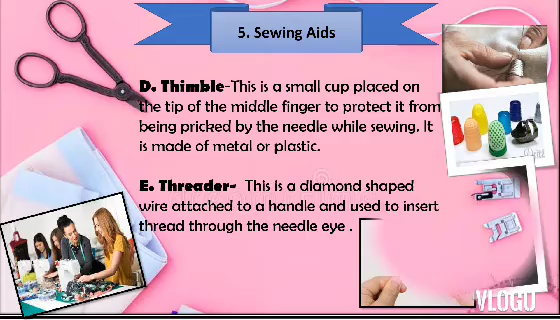 5. Sewing Aids
D. Thimble-This is a small cup placed on
the tip of the middle finger to protect it from
being pricked by the needle while sewing. It
is made of metal or plastic.
E. Threader- This is a diamond shaped
wire attached to a handle and used to insert
thread through the needle eye .
VLOGU